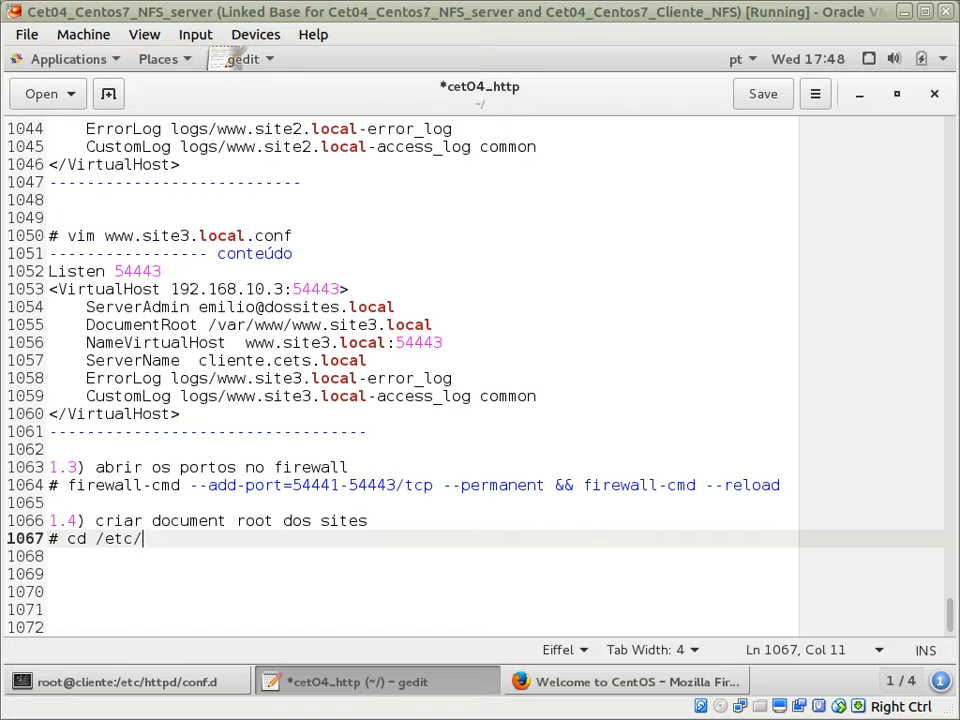 Cet04_Centos7_NFS_server (Linked Base for Cet04_Centos7_NFS_server and Cet04_Centos7_Cliente_NFS) [Running] - Oracle VM
File Machine View Input Devices Help
Applications Places gedit pt Wed 17:48
Open *cet04_http Save
~/
1044 ErrorLog logs/www.site2.local-error_log
1045 CustomLog logs/www.site2.local-access_log common
1046 </VirtualHost>
1047 ---------------------------
1048
1049
1050 # vim www.site3.local.conf
1051 ----------------- conteúdo
1052 Listen 54443
1053 <VirtualHost 192.168.10.3:54443>
1054 ServerAdmin emilio@dossites.local
1055 DocumentRoot /var/www/www.site3.local
1056 NameVirtualHost www.site3.local:54443
1057 ServerName cliente.cets.local
1058 ErrorLog logs/www.site3.local-error_log
1059 CustomLog logs/www.site3.local-access_log common
1060 </VirtualHost>
1061 ----------------------------------
1062
1063 1.3) abrir os portos no firewall
1064 # firewall-cmd --add-port=54441-54443/tcp --permanent && firewall-cmd --reload
1065
1066 1.4) criar document root dos sites
1067 # cd /etc/
1068
1069
1070
1071
1072
Eiffel Tab Width: 4 Ln 1067, Col 11 INS
root@cliente:/etc/httpd/conf.d *cet04_http (~/) - gedit Welcome to CentOS - Mozilla Fir... 1 / 4 1
Right Ctrl